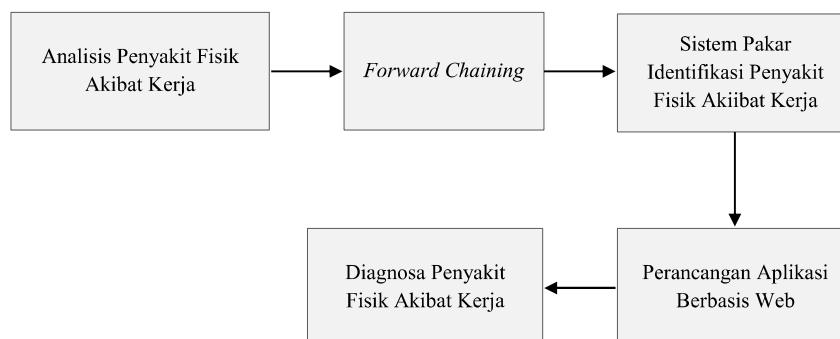 Analisis Penyakit Fisik
Akibat Kerja
Forward Chaining
Sistem Pakar
Identifikasi Penyakit
Fisik Akiibat Kerja
Perancangan Aplikasi
Berbasis Web
Diagnosa Penyakit
Fisik Akibat Kerja